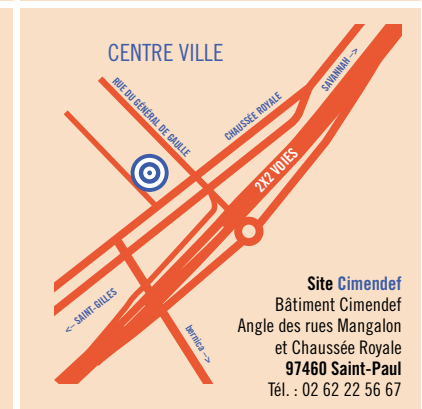 CENTRE VILLE
RUE DU GÉNÉRAL DE GAULLE
CHAUSSÉE ROYALE
SAVANNAH -->
2X2 VOIES
<-- SAINT-GILLES
bernica -->
Site Cimendef
Bâtiment Cimendef
Angle des rues Mangalon
et Chaussée Royale
97460 Saint-Paul
Tél. : 02 62 22 56 67